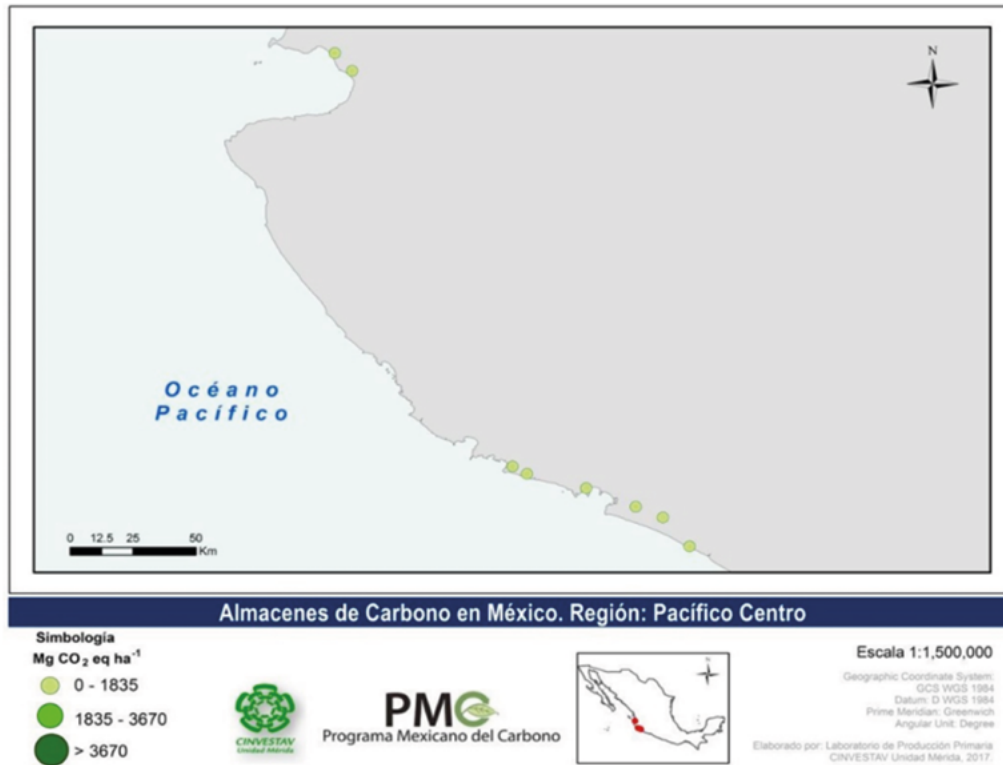 N
Océano
Pacífico
0 12.5 25 50
Km
Almacenes de Carbono en México. Región: Pacífico Centro
Simbología
Mg CO₂ eq ha⁻¹
0 - 1835
1835 - 3670
> 3670
CINVESTAV
Unidad Mérida
PMC
Programa Mexicano del Carbono
Escala 1:1,500,000
Geographic Coordinate System:
GCS WGS 1984
Datum: D WGS 1984
Prime Meridian: Greenwich
Angular Unit: Degree
Elaborado por: Laboratorio de Producción Primaria
CINVESTAV Unidad Mérida, 2017.